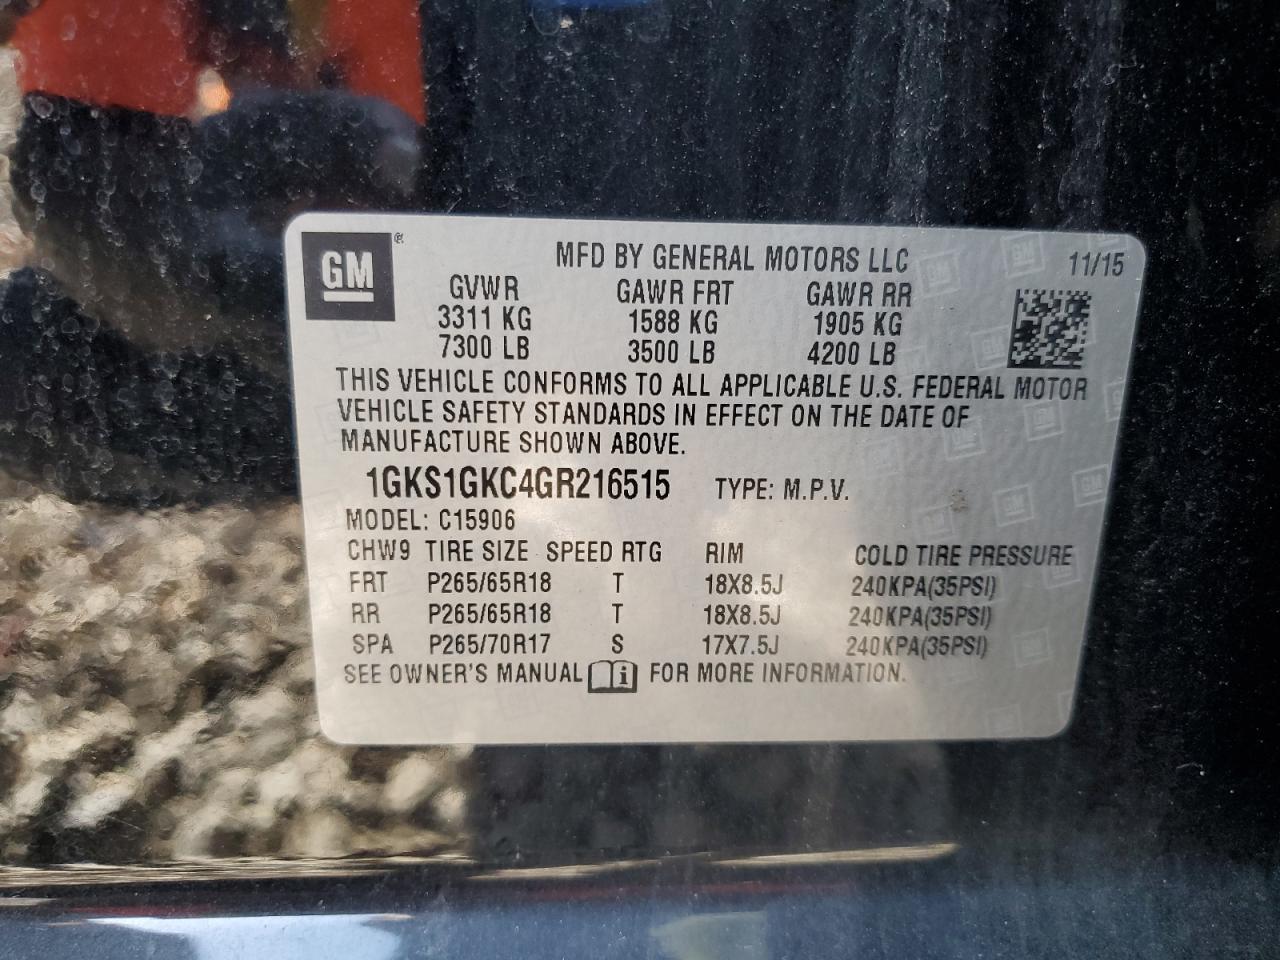 GM ®
MFD BY GENERAL MOTORS LLC 11/15
GVWR GAWR FRT GAWR RR
3311 KG 1588 KG 1905 KG
7300 LB 3500 LB 4200 LB
THIS VEHICLE CONFORMS TO ALL APPLICABLE U.S. FEDERAL MOTOR
VEHICLE SAFETY STANDARDS IN EFFECT ON THE DATE OF
MANUFACTURE SHOWN ABOVE.
1GKS1GKC4GR216515 TYPE: M.P.V.
MODEL: C15906
CHW9 TIRE SIZE SPEED RTG RIM COLD TIRE PRESSURE
FRT P265/65R18 T 18X8.5J 240KPA(35PSI)
RR P265/65R18 T 18X8.5J 240KPA(35PSI)
SPA P265/70R17 S 17X7.5J 240KPA(35PSI)
SEE OWNER'S MANUAL i FOR MORE INFORMATION.